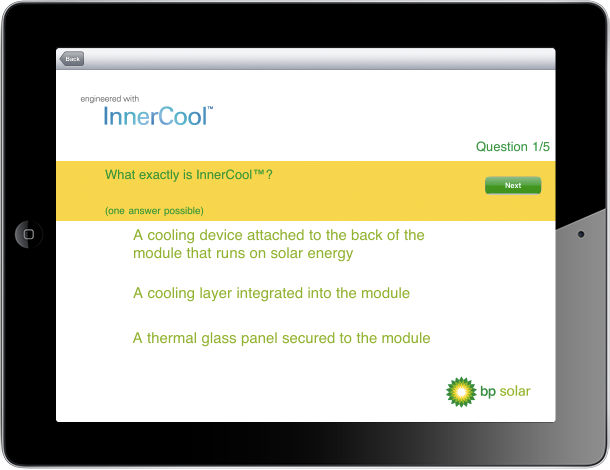 Back
engineered with
InnerCool™
Question 1/5
What exactly is InnerCool™?
Next
(one answer possible)
A cooling device attached to the back of the
module that runs on solar energy
A cooling layer integrated into the module
A thermal glass panel secured to the module
bp solar